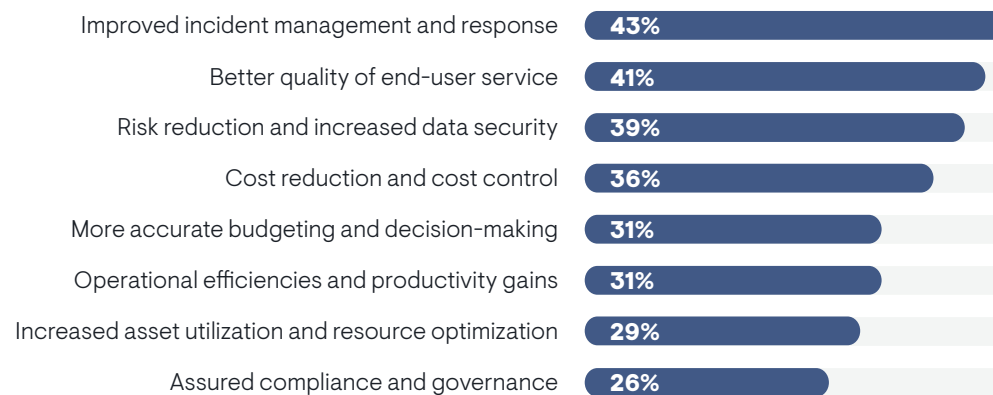 Improved incident management and response 43%
Better quality of end-user service 41%
Risk reduction and increased data security 39%
Cost reduction and cost control 36%
More accurate budgeting and decision-making 31%
Operational efficiencies and productivity gains 31%
Increased asset utilization and resource optimization 29%
Assured compliance and governance 26%